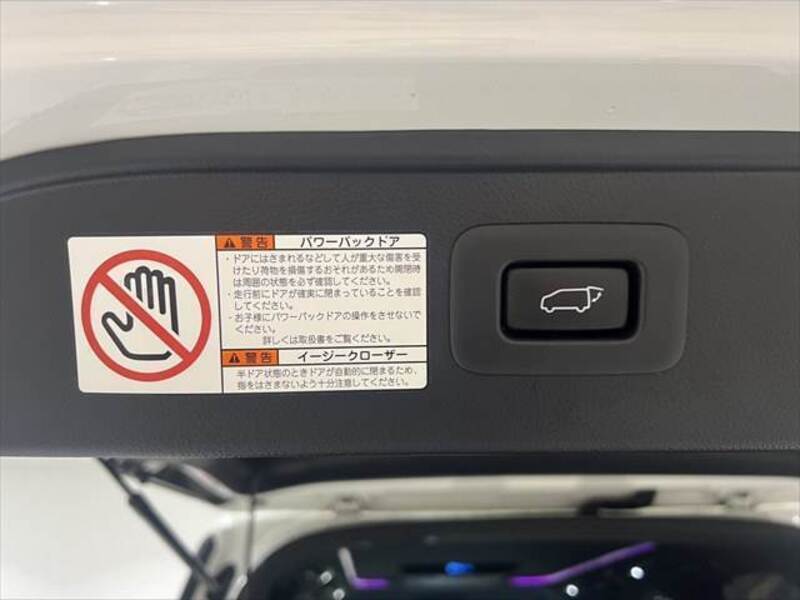 警告 パワーバックドア
・ドアにはさまれるなどして人が重大な傷害を受
けたり荷物を損傷するおそれがあるため開閉時
は周囲の状態を必ず確認してください。
・走行前にドアが確実に閉まっていることを確認
してください。
・お子様にパワーバックドアの操作をさせないで
ください。
詳しくは取扱書をご覧ください。
警告 イージークローザー
半ドア状態のときドアが自動的に閉まるため、
指をはさまないよう十分注意してください。